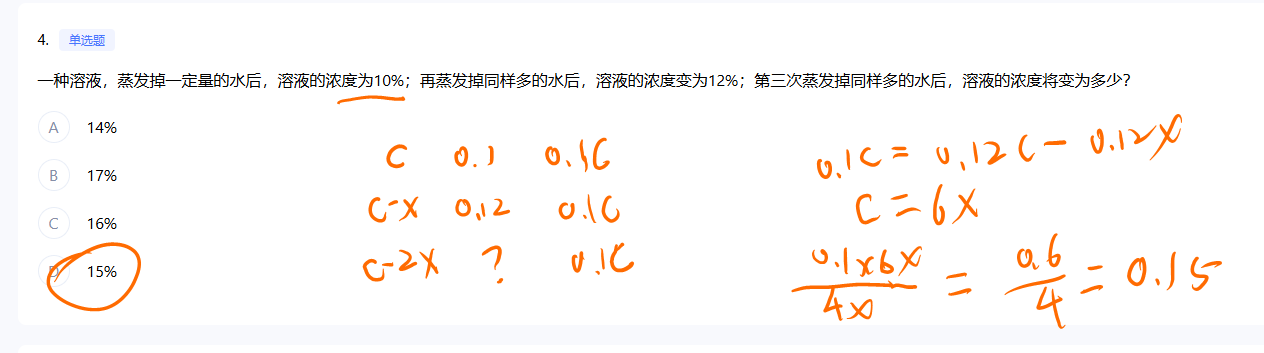 4. 单选题
一种溶液，蒸发掉一定量的水后，溶液的浓度为10%；再蒸发掉同样多的水后，溶液的浓度变为12%；第三次蒸发掉同样多的水后，溶液的浓度将变为多少？
A 14%
B 17%
C 16%
D 15%
C 0.1 0.1C
C-X 0.12 0.1C
C-2X ? 0.1C
0.1C = 0.12C - 0.12X
C = 6X
0.1×6X/4X = 0.6/4 = 0.15